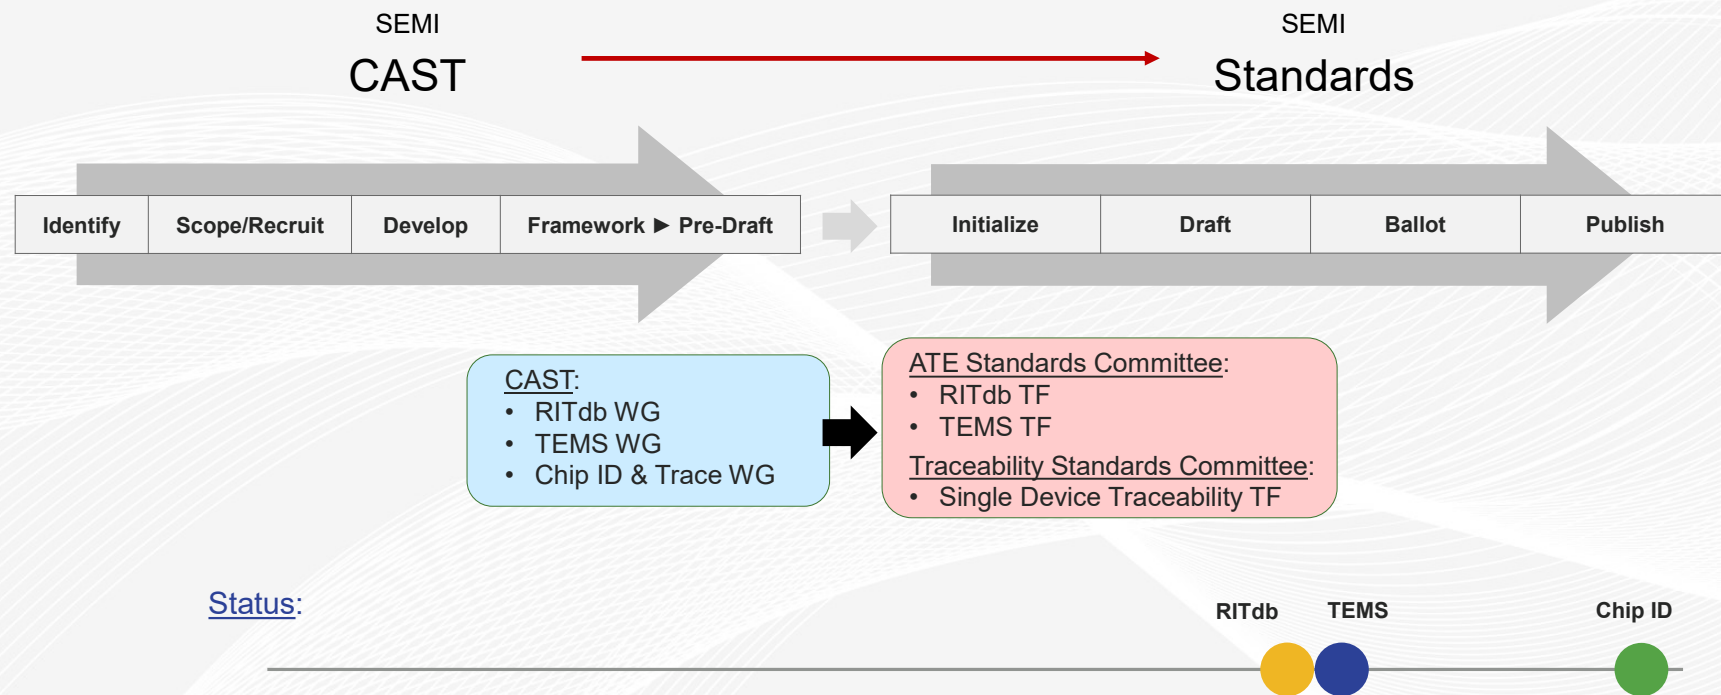 SEMI
CAST
SEMI
Standards
Identify
Scope/Recruit
Develop
Framework ► Pre-Draft
Initialize
Draft
Ballot
Publish
CAST:
• RITdb WG
• TEMS WG
• Chip ID & Trace WG
ATE Standards Committee:
• RITdb TF
• TEMS TF
Traceability Standards Committee:
• Single Device Traceability TF
Status:
RITdb
TEMS
Chip ID